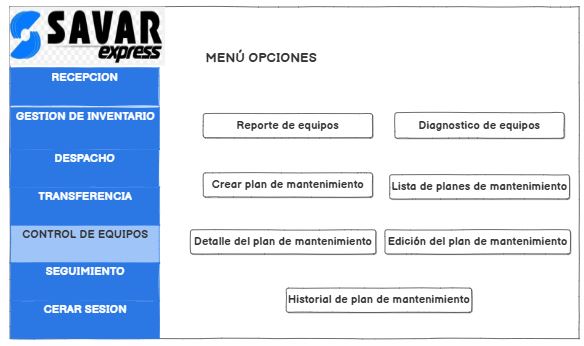 SAVAR
express
RECEPCION
GESTION DE INVENTARIO
DESPACHO
TRANSFERENCIA
CONTROL DE EQUIPOS
SEGUIMIENTO
CERAR SESION
MENÚ OPCIONES
Reporte de equipos
Diagnostico de equipos
Crear plan de mantenimiento
Lista de planes de mantenimiento
Detalle del plan de mantenimiento
Edición del plan de mantenimiento
Historial de plan de mantenimiento